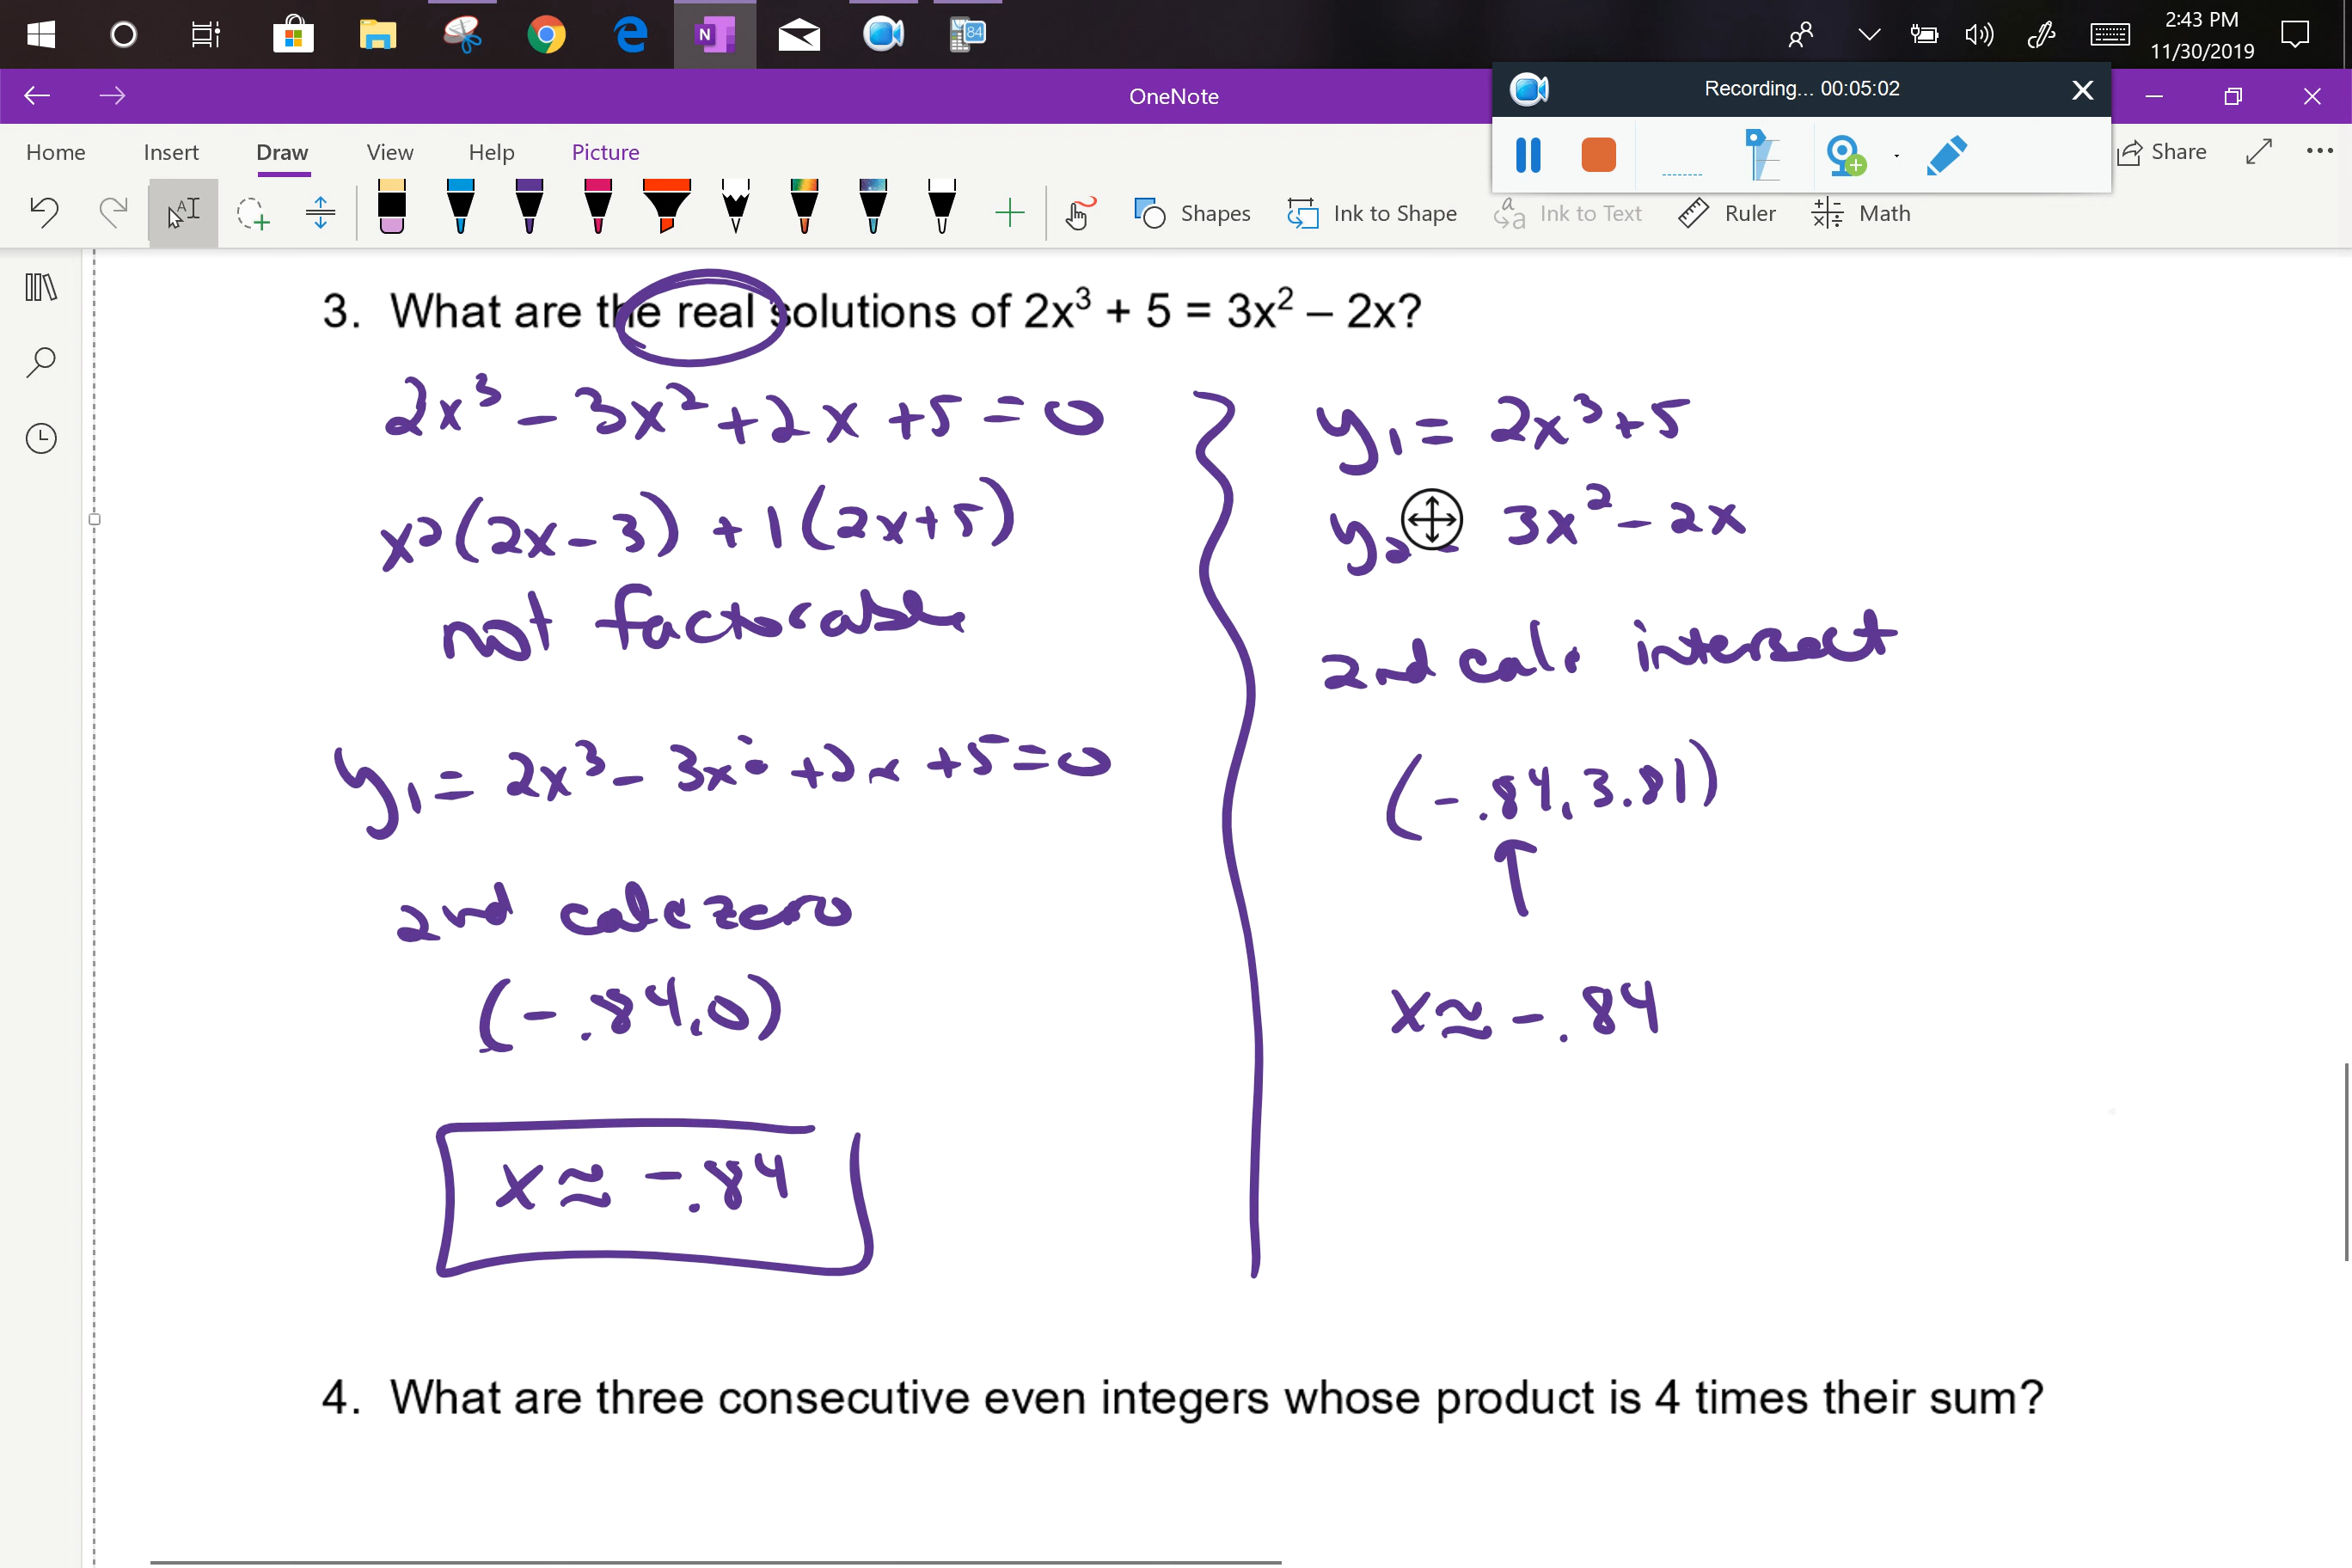 84
2:43 PM
11/30/2019
OneNote
Recording... 00:05:02
Home Insert Draw View Help Picture
Share
Shapes Ink to Shape Ink to Text Ruler Math
3. What are the real solutions of 2x³ + 5 = 3x² – 2x?
2x³ - 3x² + 2x + 5 = 0
x²(2x - 3) + 1(2x + 5)
not factorable
y₁ = 2x³ - 3x² + 2x + 5 = 0
2nd calc zero
(-.84, 0)
x ≈ -.84
y₁ = 2x³ + 5
y₂ = 3x² - 2x
2nd calc intersect
(-.84, 3.81)
x ≈ -.84
4. What are three consecutive even integers whose product is 4 times their sum?